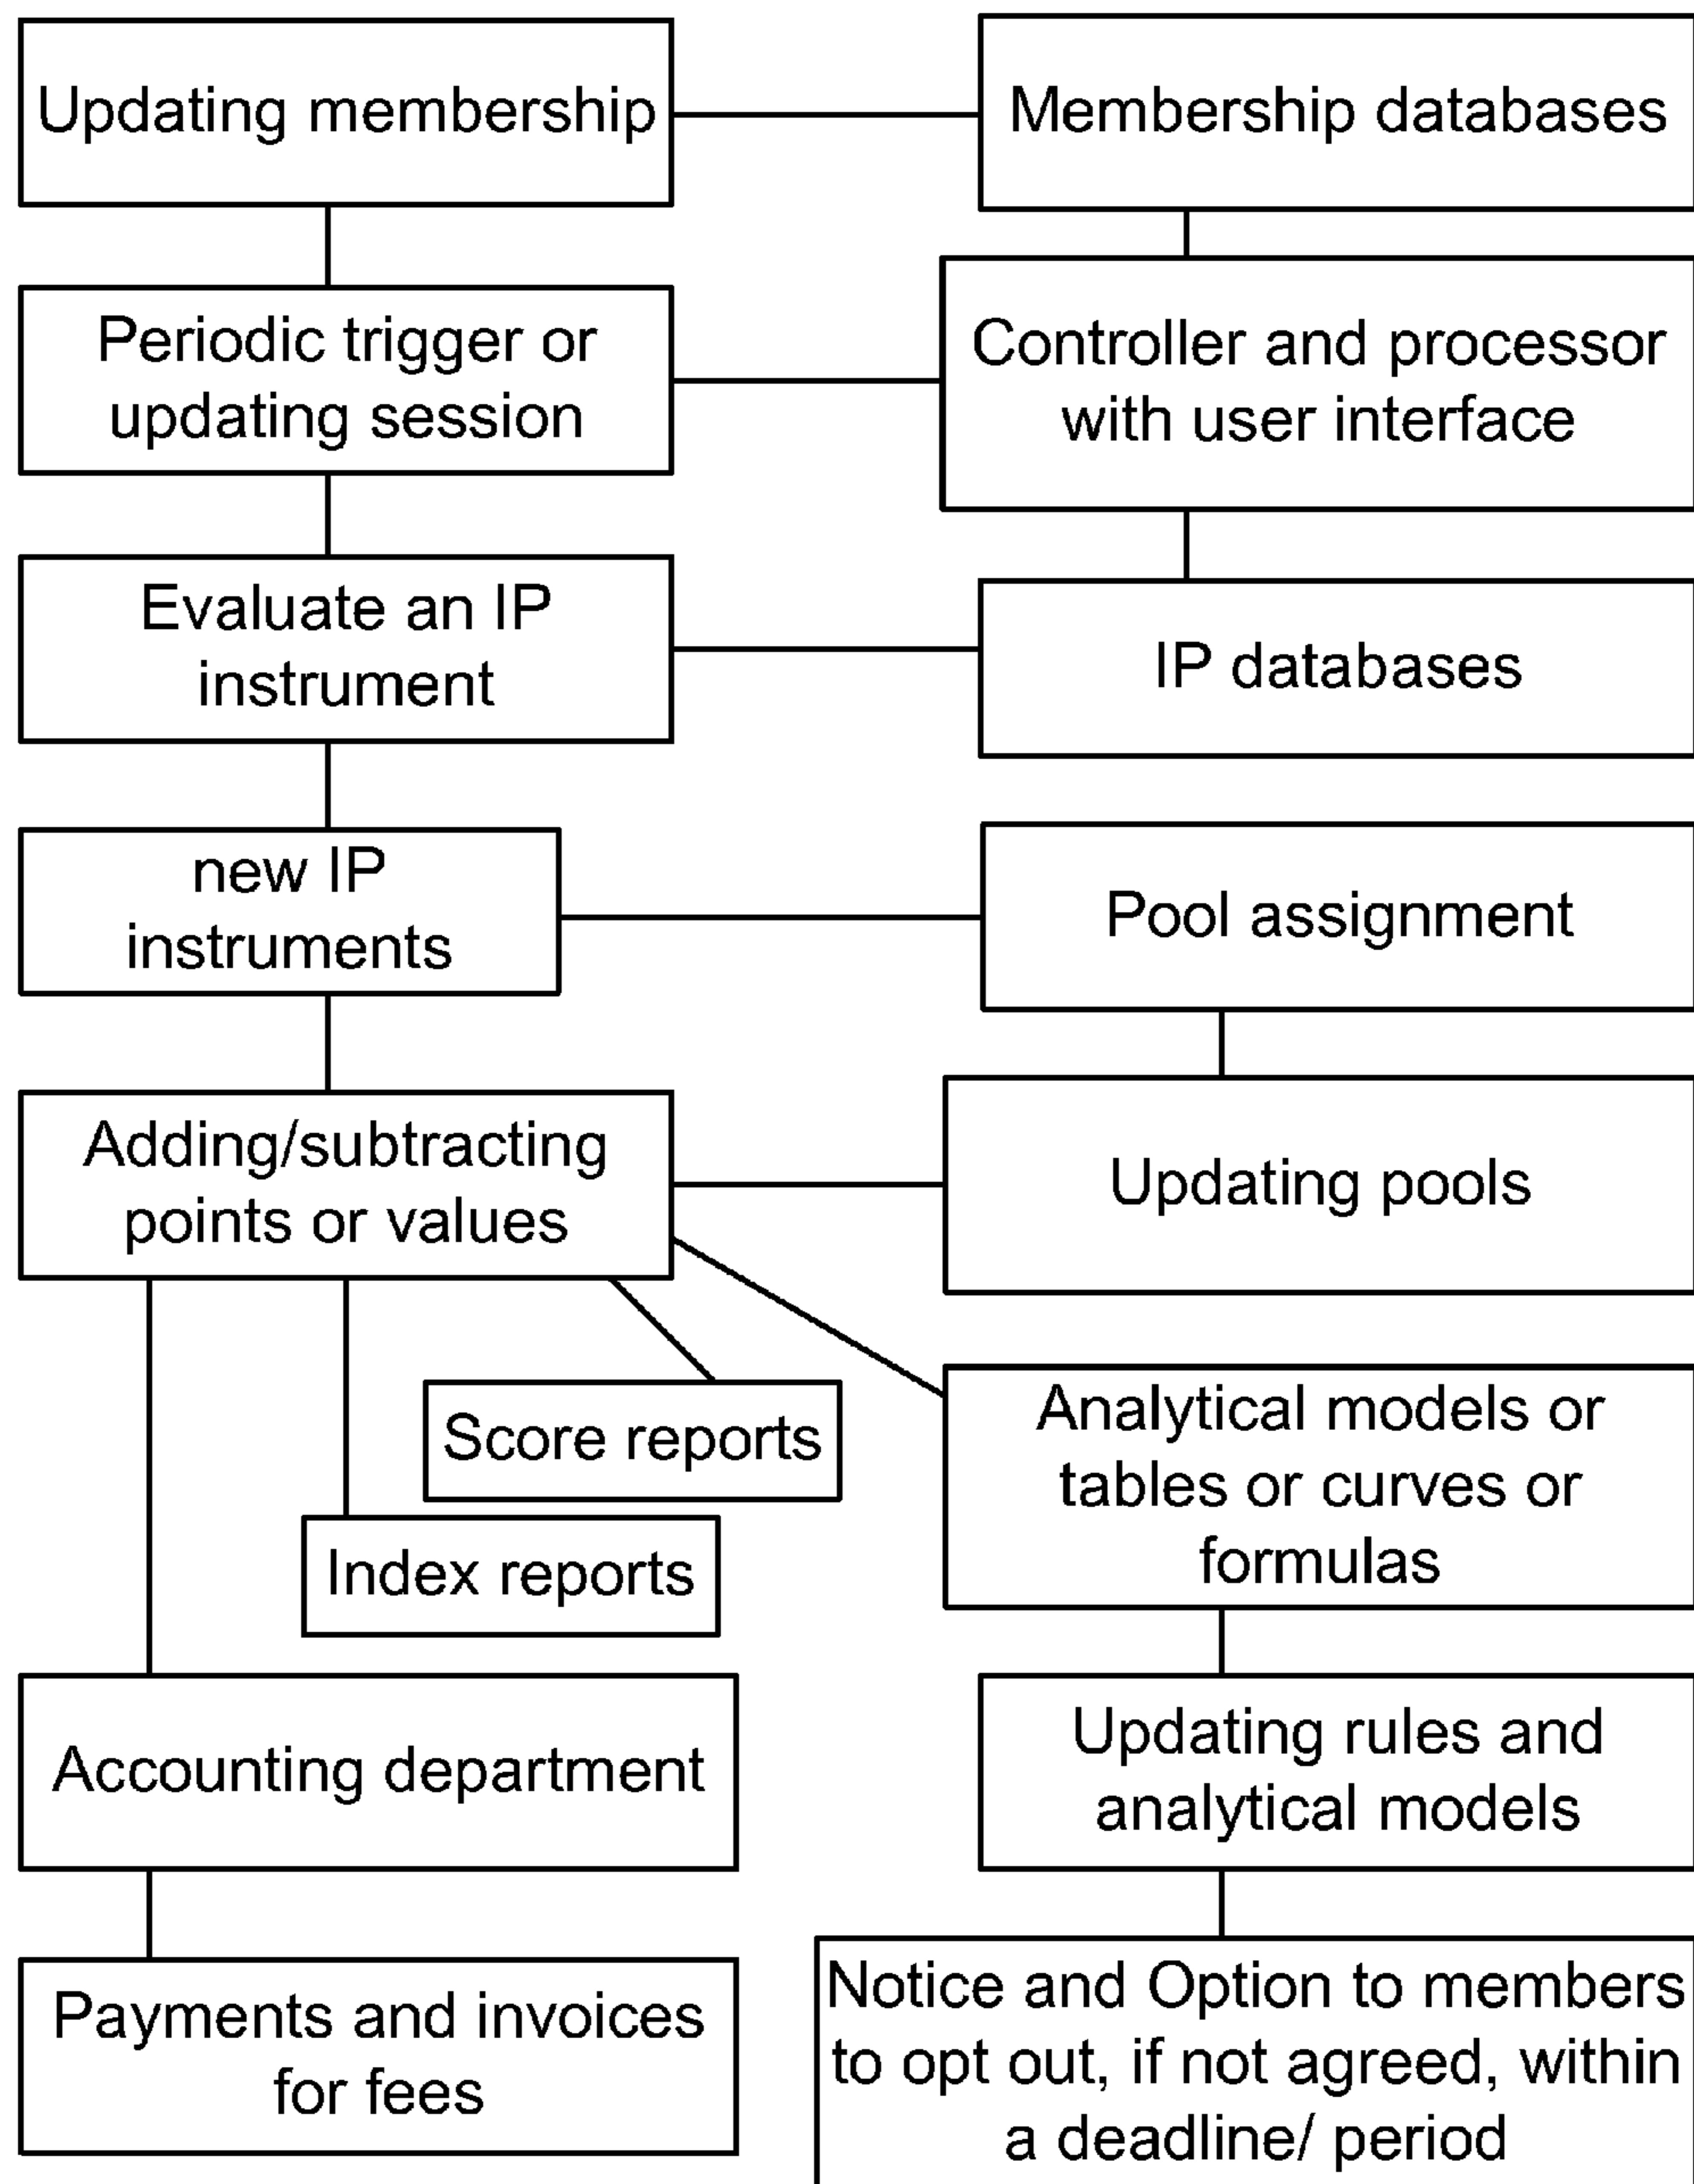 Updating membership
Membership databases
Periodic trigger or
updating session
Controller and processor
with user interface
Evaluate an IP
instrument
IP databases
new IP
instruments
Pool assignment
Adding/subtracting
points or values
Updating pools
Score reports
Analytical models or
tables or curves or
formulas
Index reports
Accounting department
Updating rules and
analytical models
Payments and invoices
for fees
Notice and Option to members
to opt out, if not agreed, within
a deadline/ period